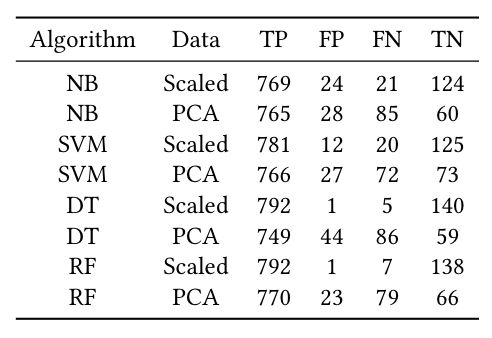 Algorithm Data TP FP FN TN
NB Scaled 769 24 21 124
NB PCA 765 28 85 60
SVM Scaled 781 12 20 125
SVM PCA 766 27 72 73
DT Scaled 792 1 5 140
DT PCA 749 44 86 59
RF Scaled 792 1 7 138
RF PCA 770 23 79 66